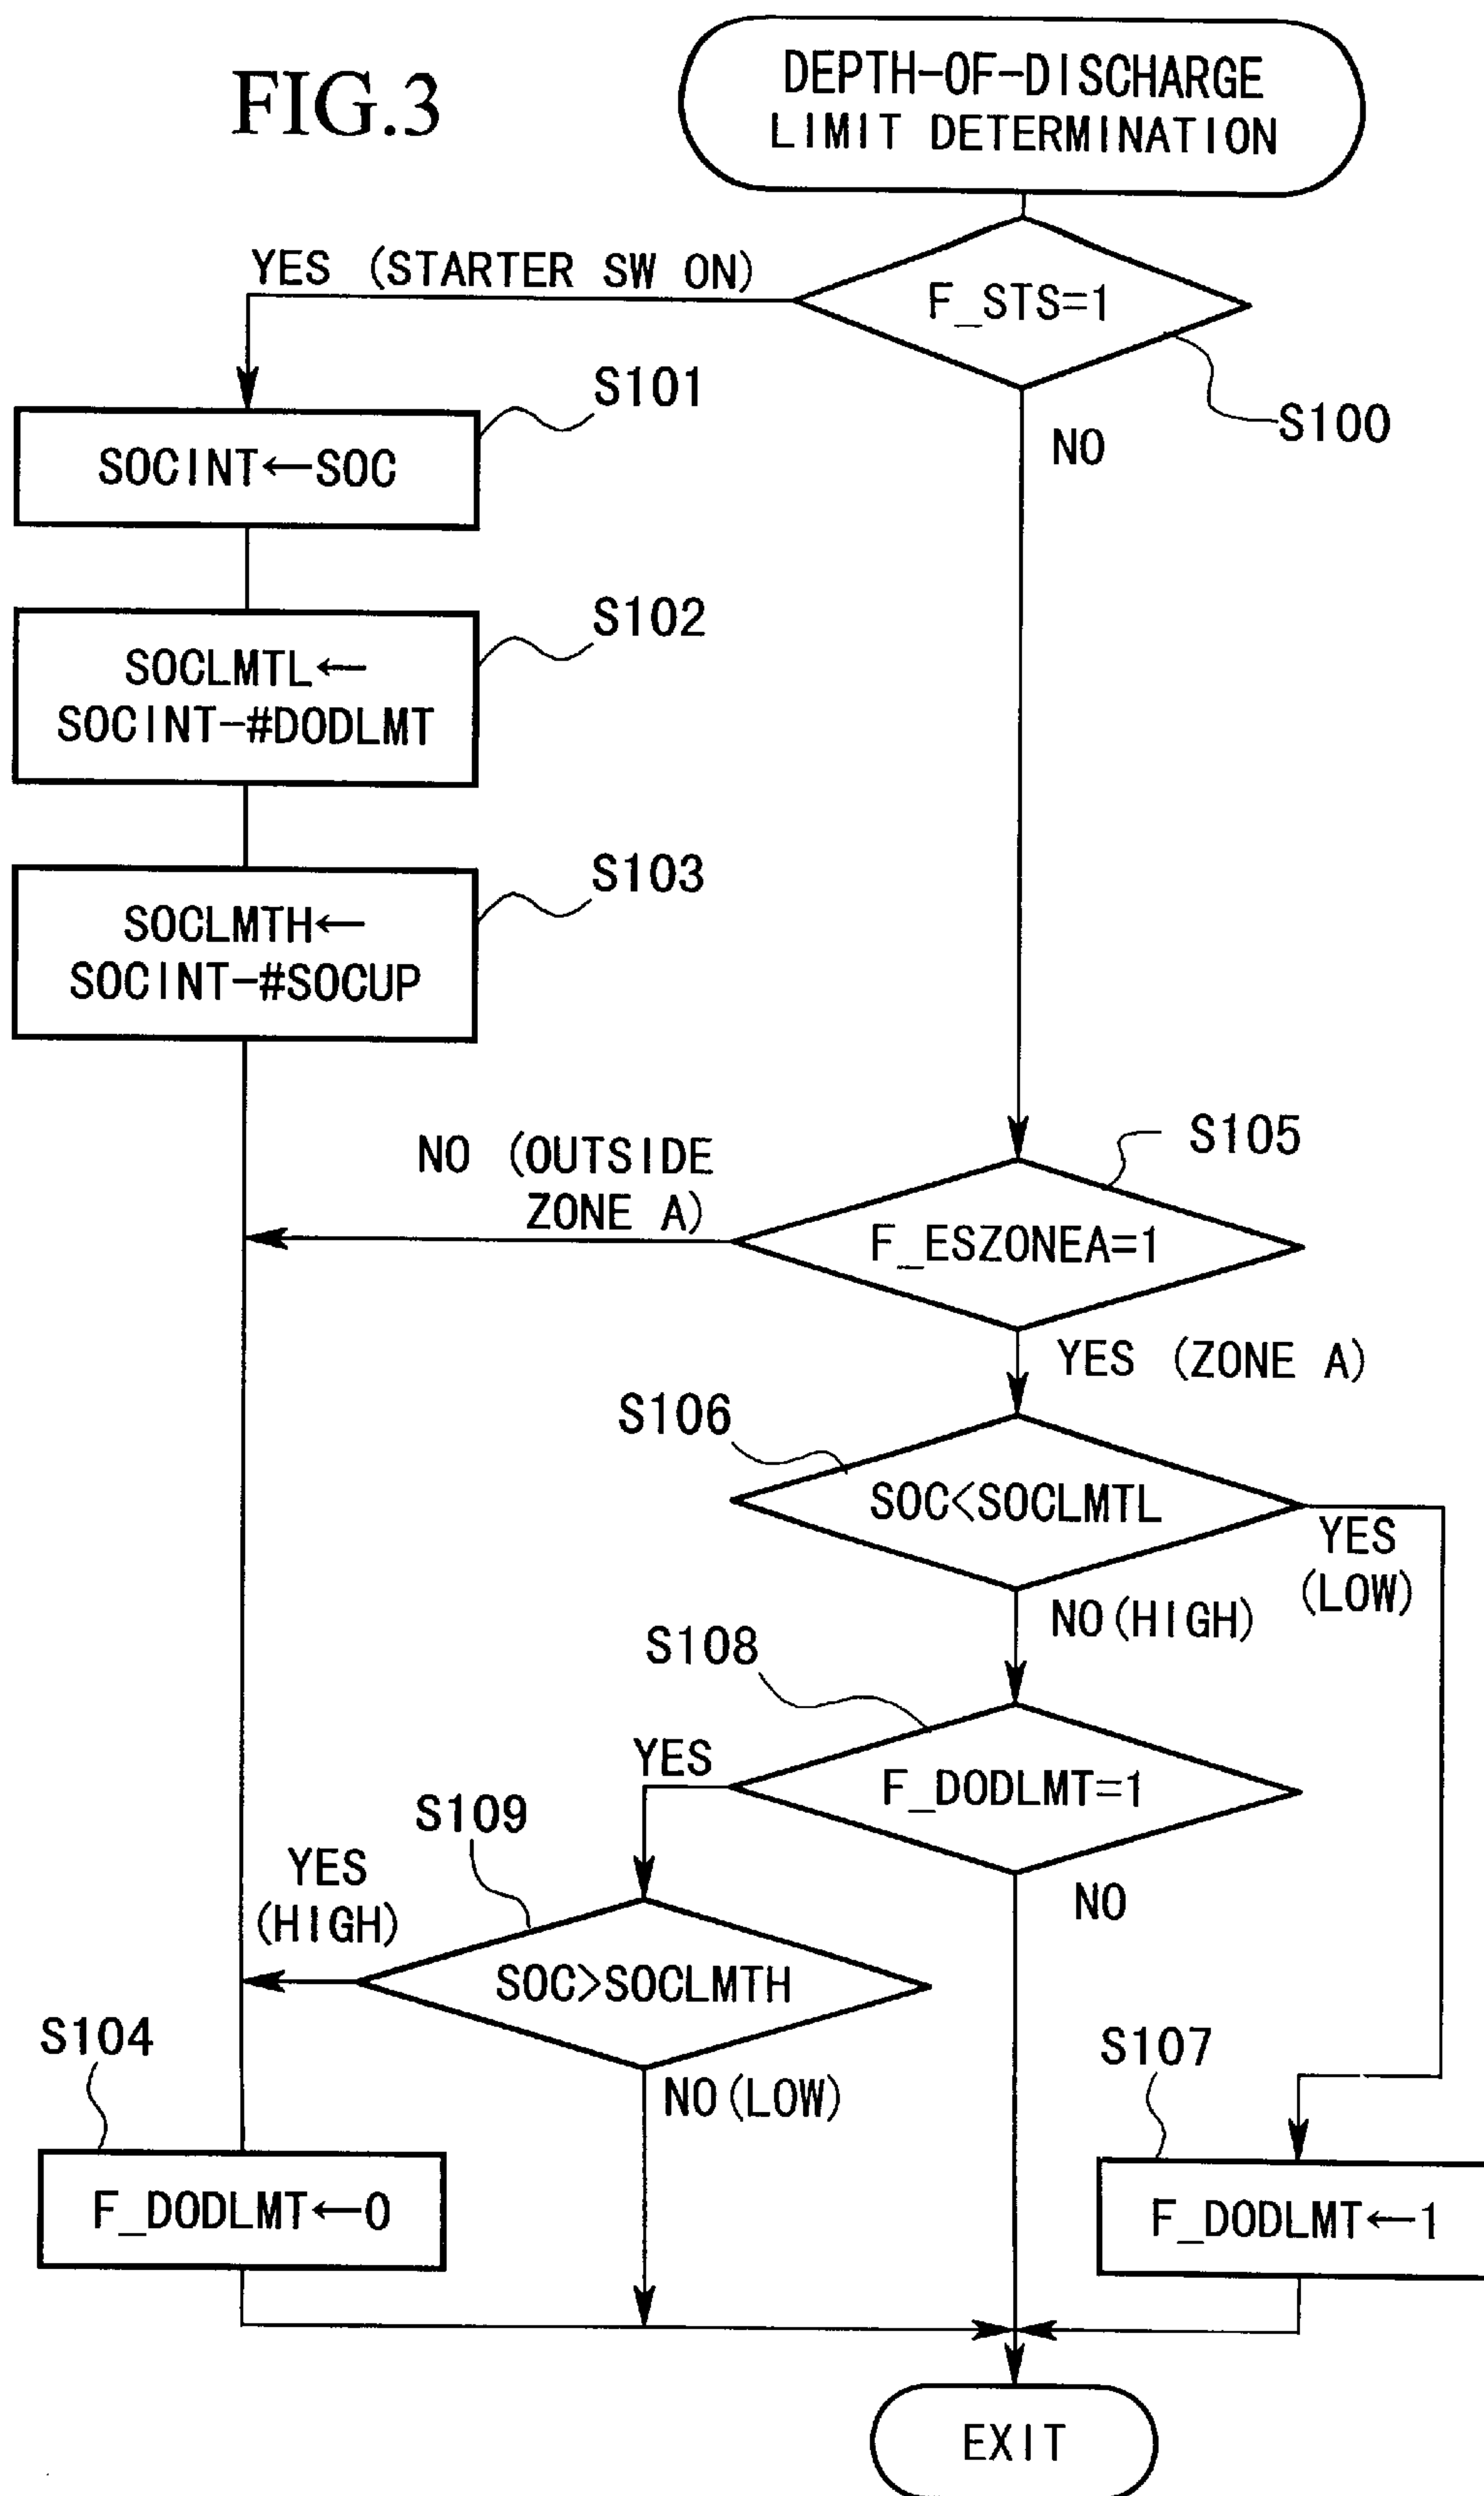 FIG.3
DEPTH-OF-DISCHARGE
LIMIT DETERMINATION
YES (STARTER SW ON)
F_STS=1
S100
NO
S101
SOCINT←SOC
S102
SOCLMTL←
SOCINT-#DODLMT
S103
SOCLMTH←
SOCINT-#SOCUP
S105
NO (OUTSIDE
ZONE A)
F_ESZONEA=1
YES (ZONE A)
S106
SOC<SOCLMTL
YES
(LOW)
NO(HIGH)
S108
YES
F_DODLMT=1
NO
S109
YES
(HIGH)
SOC>SOCLMTH
NO(LOW)
S104
F_DODLMT←0
S107
F_DODLMT←1
EXIT